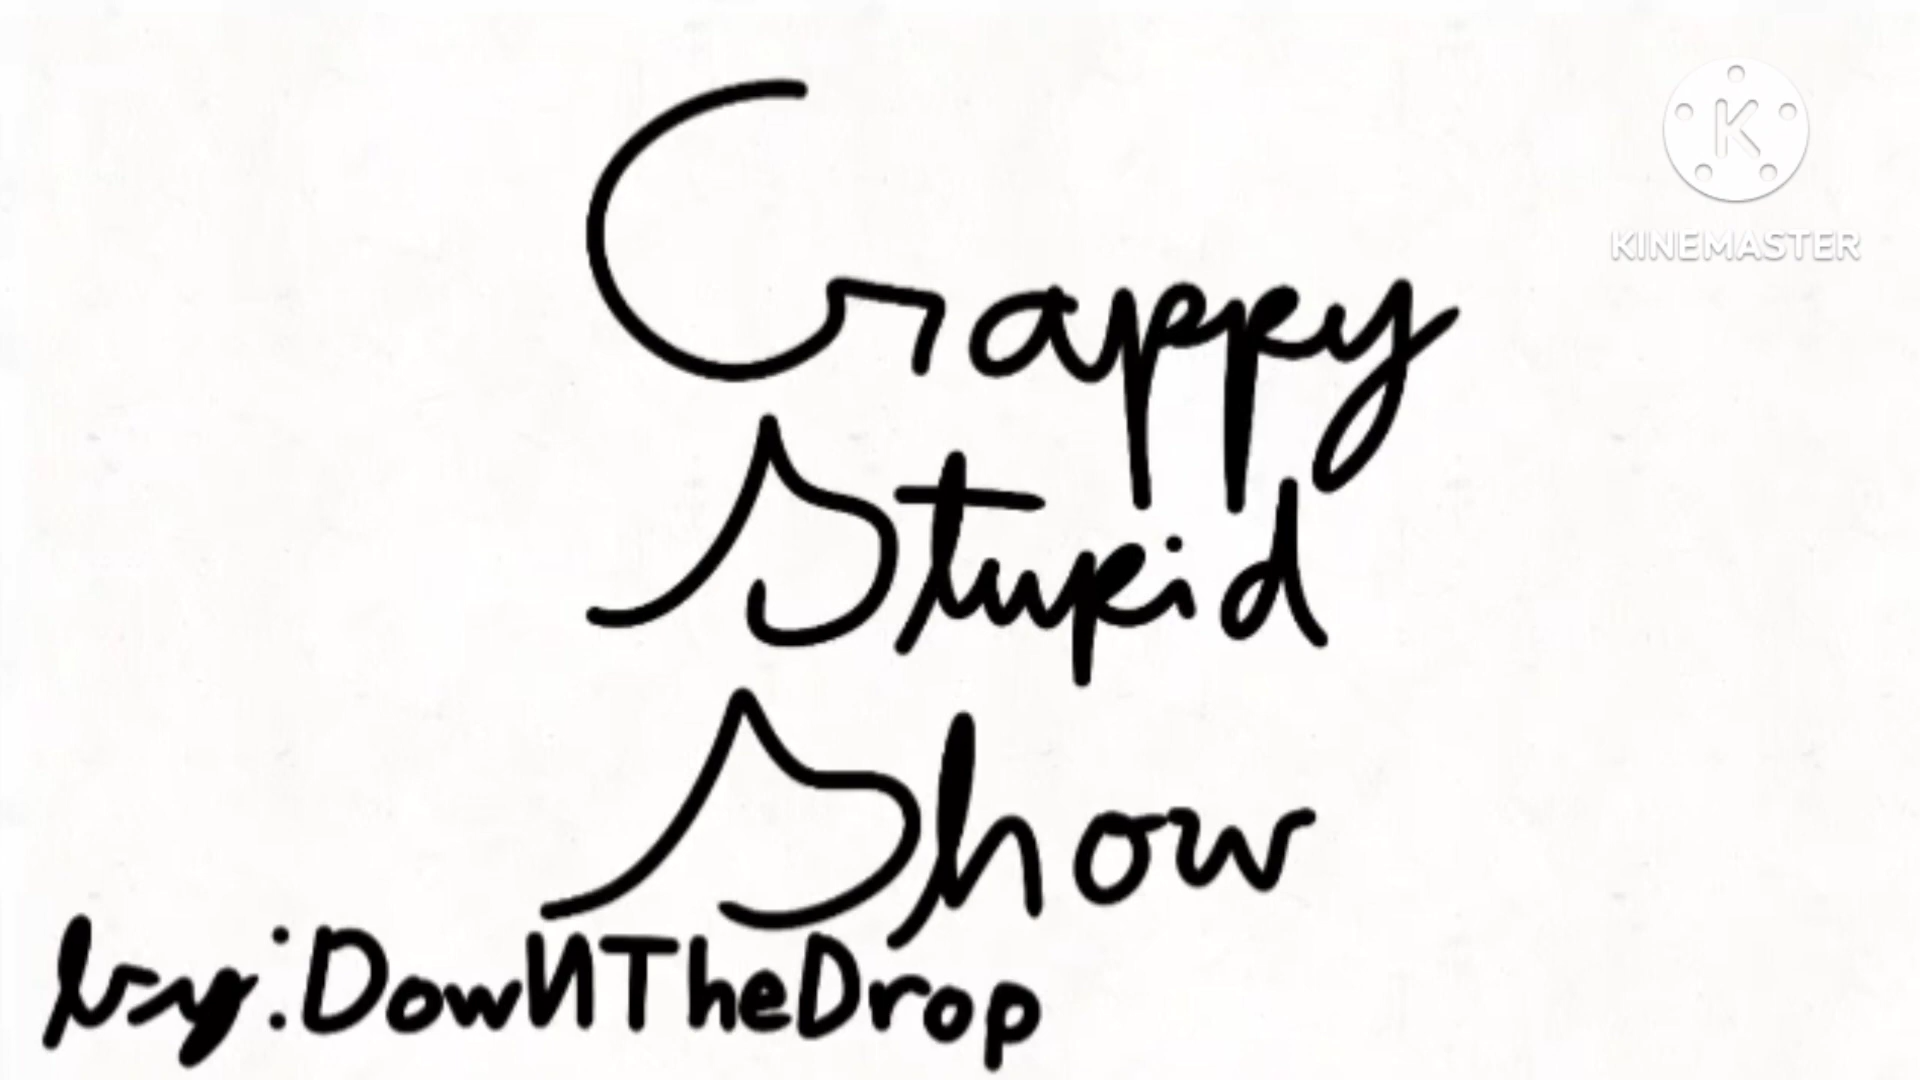 Crappy
K
KINEMASTER
Stupid
Show
by:DowNTheDrop